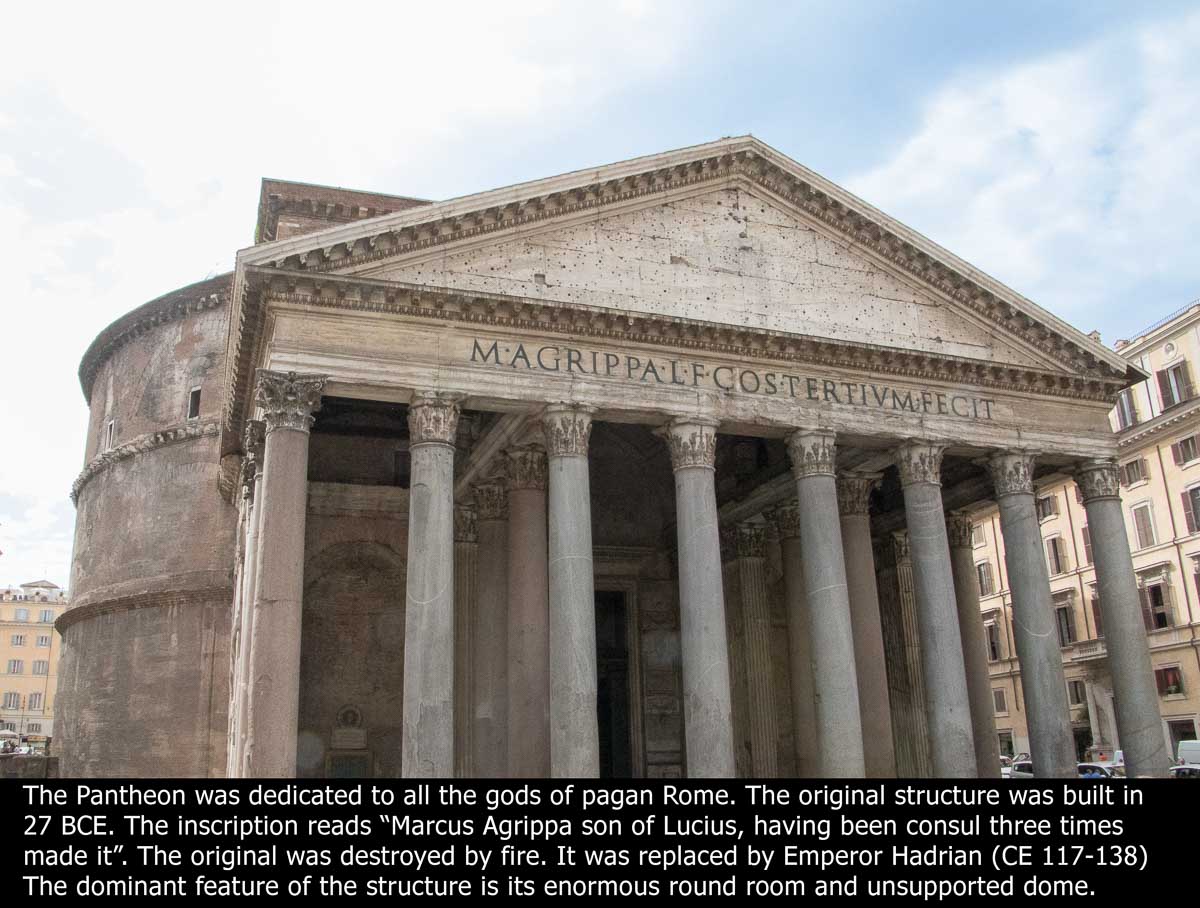 M·AGRIPPA·L·F·COS·TERTIVM·FECIT
The Pantheon was dedicated to all the gods of pagan Rome. The original structure was built in
27 BCE. The inscription reads “Marcus Agrippa son of Lucius, having been consul three times
made it”. The original was destroyed by fire. It was replaced by Emperor Hadrian (CE 117-138)
The dominant feature of the structure is its enormous round room and unsupported dome.